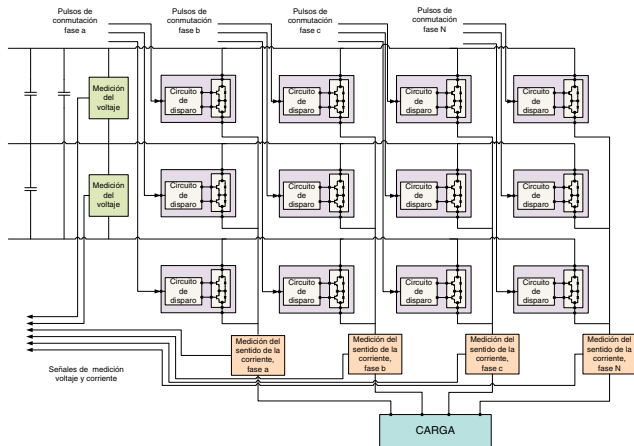 Pulsos de
conmutación
fase a
Pulsos de
conmutación
fase b
Pulsos de
conmutación
fase c
Pulsos de
conmutación
fase N
Medición
del
voltaje
Circuito
de
disparo
Circuito
de
disparo
Circuito
de
disparo
Circuito
de
disparo
Medición
del
voltaje
Circuito
de
disparo
Circuito
de
disparo
Circuito
de
disparo
Circuito
de
disparo
Circuito
de
disparo
Circuito
de
disparo
Circuito
de
disparo
Circuito
de
disparo
Medición del
sentido de la
corriente,
fase a
Medición del
sentido de la
corriente,
fase b
Medición del
sentido de la
corriente,
fase c
Medición del
sentido de la
corriente,
fase N
Señales de medición
voltaje y corriente
CARGA